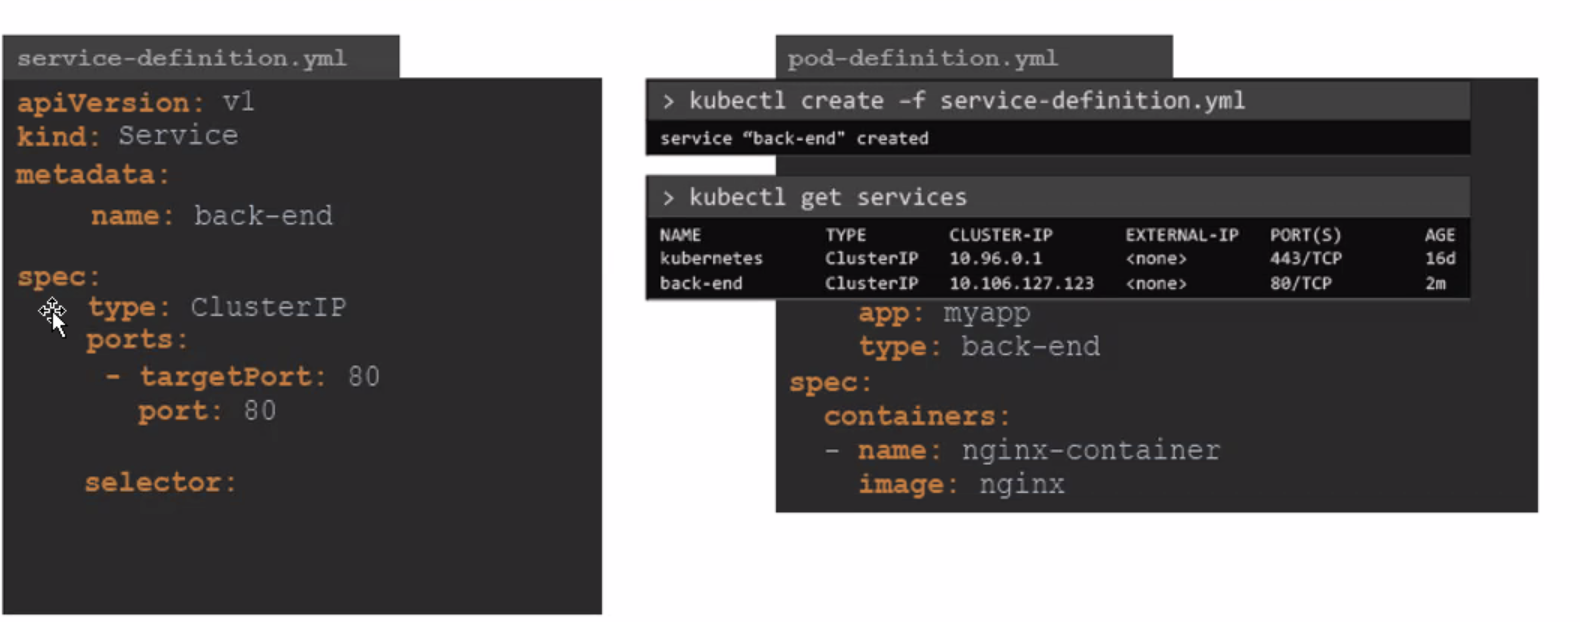 service-definition.yml
apiVersion: v1
kind: Service
metadata:
name: back-end
spec:
type: ClusterIP
ports:
- targetPort: 80
port: 80
selector:
pod-definition.yml
> kubectl create –f service-definition.yml
service “back-end” created
> kubectl get services
NAME TYPE CLUSTER-IP EXTERNAL-IP PORT(S) AGE
kubernetes ClusterIP 10.96.0.1 <none> 443/TCP 16d
back-end ClusterIP 10.106.127.123 <none> 80/TCP 2m
app: myapp
type: back-end
spec:
containers:
- name: nginx-container
image: nginx